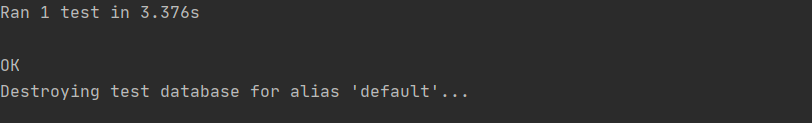 Ran 1 test in 3.376s
OK
Destroying test database for alias 'default'...